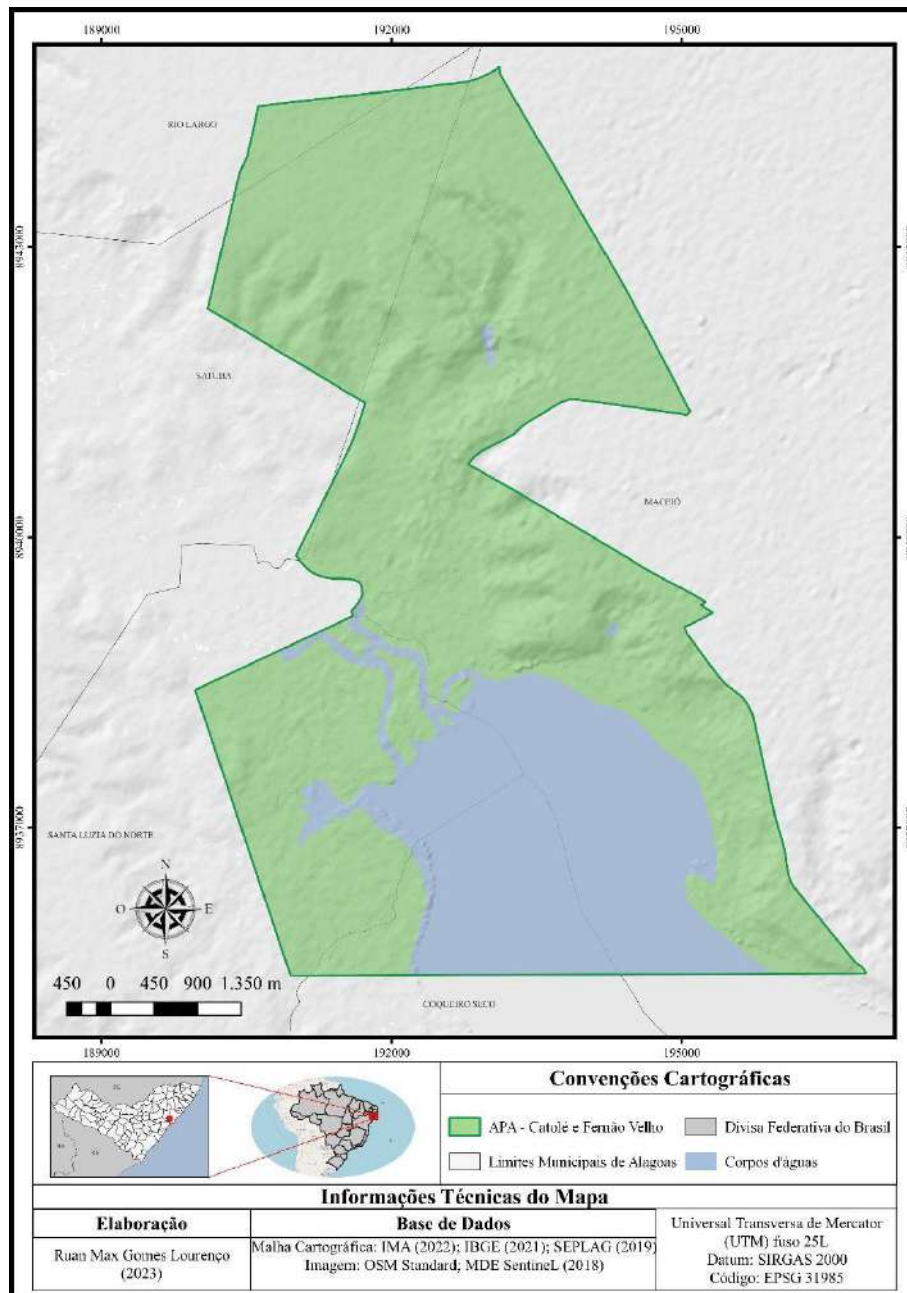 189000 192000 195000
RIO LARGO
8943000
SATUBA
MACEIÓ
8940000
8937000
SANTA LUZIA DO NORTE
N
O E
S
450 0 450 900 1.350 m
COQUEIRO SECO
189000 192000 195000
Convenções Cartográficas
APA - Catolé e Fernão Velho
Divisa Federativa do Brasil
Limites Municipais de Alagoas
Corpos d'águas
Informações Técnicas do Mapa
Elaboração
Ruan Max Gomes Lourenço
(2023)
Base de Dados
Malha Cartográfica: IMA (2022); IBGE (2021); SEPLAG (2019)
Imagem: OSM Standard; MDE SentineL (2018)
Universal Transversa de Mercator
(UTM) fuso 25L
Datum: SIRGAS 2000
Código: EPSG 31985